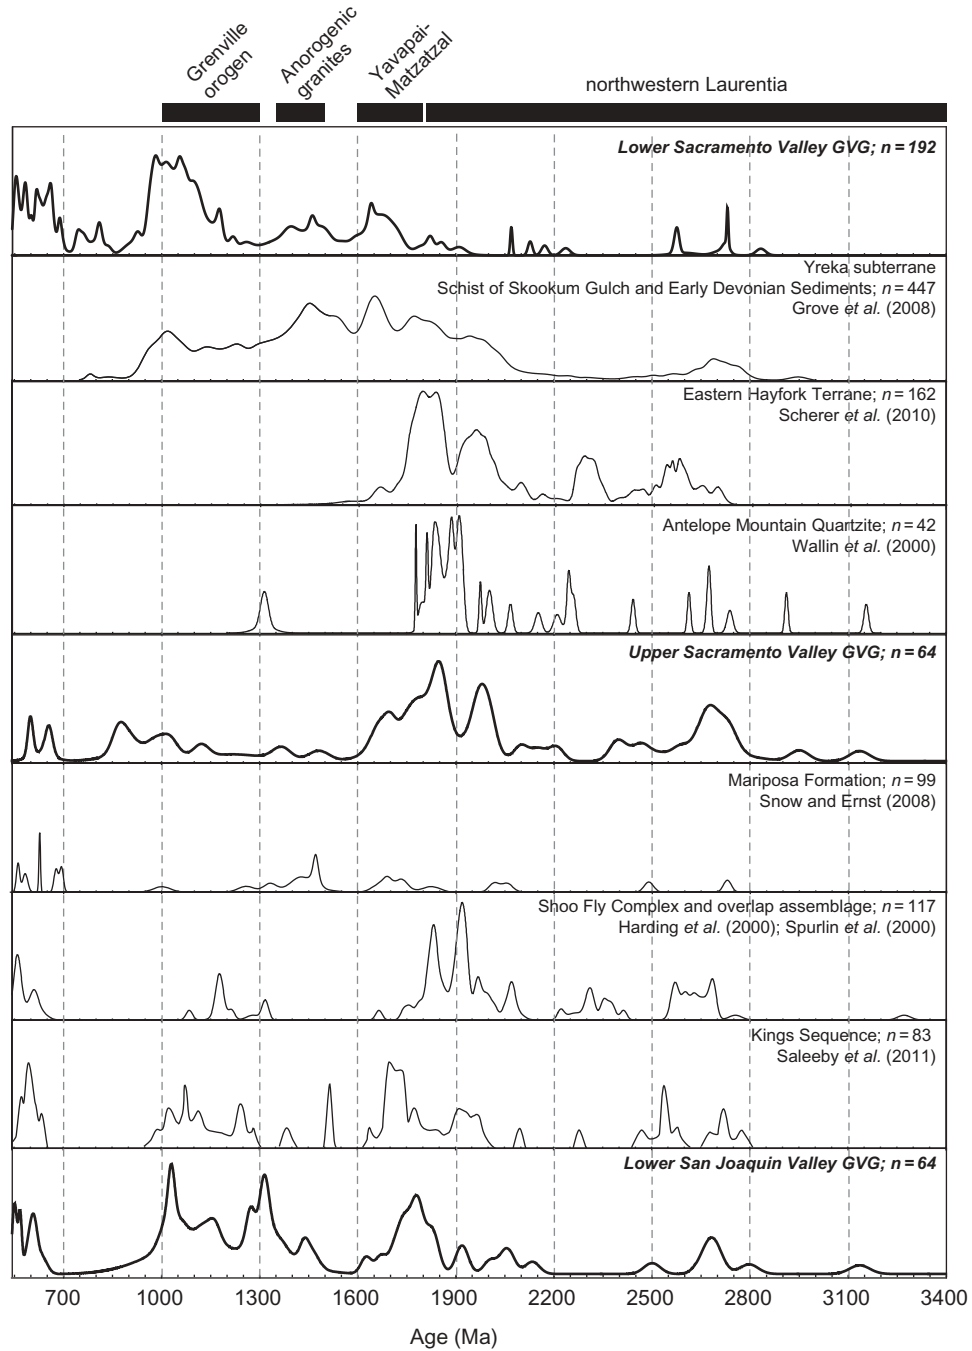 Grenville
orogen
Anorogenic
granites
Yavapai-
Matzatzal
northwestern Laurentia
Lower Sacramento Valley GVG; n = 192
Yreka subterrane
Schist of Skookum Gulch and Early Devonian Sediments; n = 447
Grove et al. (2008)
Eastern Hayfork Terrane; n = 162
Scherer et al. (2010)
Antelope Mountain Quartzite; n = 42
Wallin et al. (2000)
Upper Sacramento Valley GVG; n = 64
Mariposa Formation; n = 99
Snow and Ernst (2008)
Shoo Fly Complex and overlap assemblage; n = 117
Harding et al. (2000); Spurlin et al. (2000)
Kings Sequence; n = 83
Saleeby et al. (2011)
Lower San Joaquin Valley GVG; n = 64
700 1000 1300 1600 1900 2200 2500 2800 3100 3400
Age (Ma)